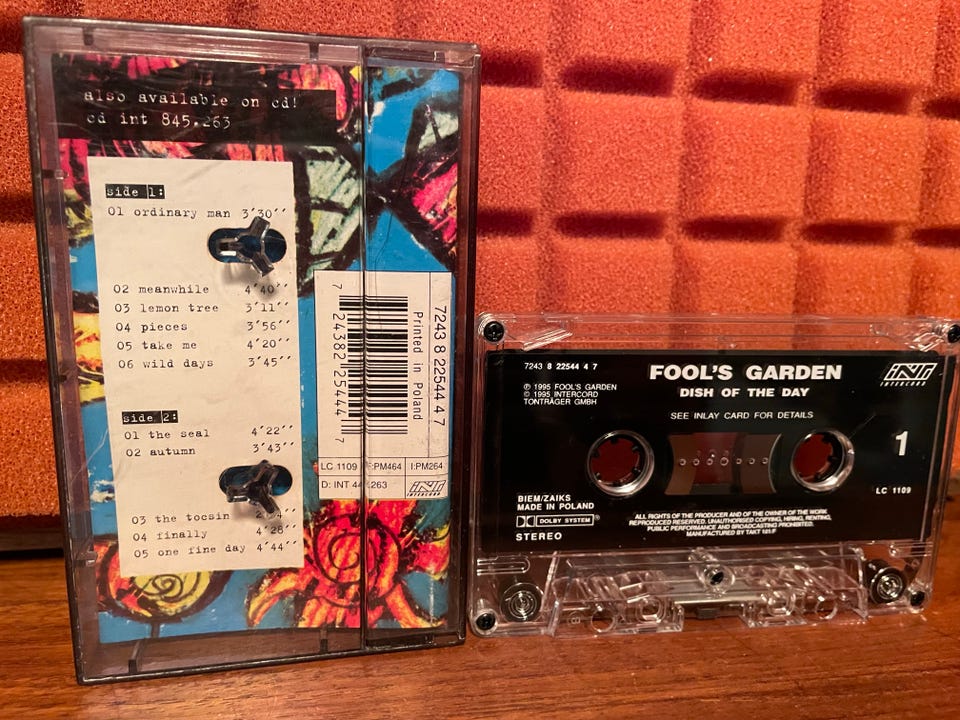 also available on cd!
cd int 845.263
side 1:
01 ordinary man 3'30''
02 meanwhile 4'40''
03 lemon tree 3'11''
04 pieces 3'56''
05 take me 4'20''
06 wild days 3'45''
side 2:
01 the seal 4'22''
02 autumn 3'43''
03 the tocsin
04 finally 4'28''
05 one fine day 4'44''
7243 8 22544 4 7
Printed in Poland
7 24382 25444 7
LC 1109 F:PM464 I:PM264
D: INT
INT
INTERCORD
7243 8 22544 4 7
℗ 1995 FOOL'S GARDEN
© 1995 INTERCORD
TONTRÄGER GMBH
FOOL'S GARDEN
DISH OF THE DAY
SEE INLAY CARD FOR DETAILS
INT
INTERCORD
1
LC 1109
BIEM/ZAIKS
MADE IN POLAND
DOLBY SYSTEM®
STEREO
ALL RIGHTS OF THE PRODUCER AND OF THE OWNER OF THE WORK
REPRODUCED RESERVED. UNAUTHORISED COPYING, HIRING, RENTING,
PUBLIC PERFORMANCE AND BROADCASTING PROHIBITED.
MANUFACTURED BY TAKT